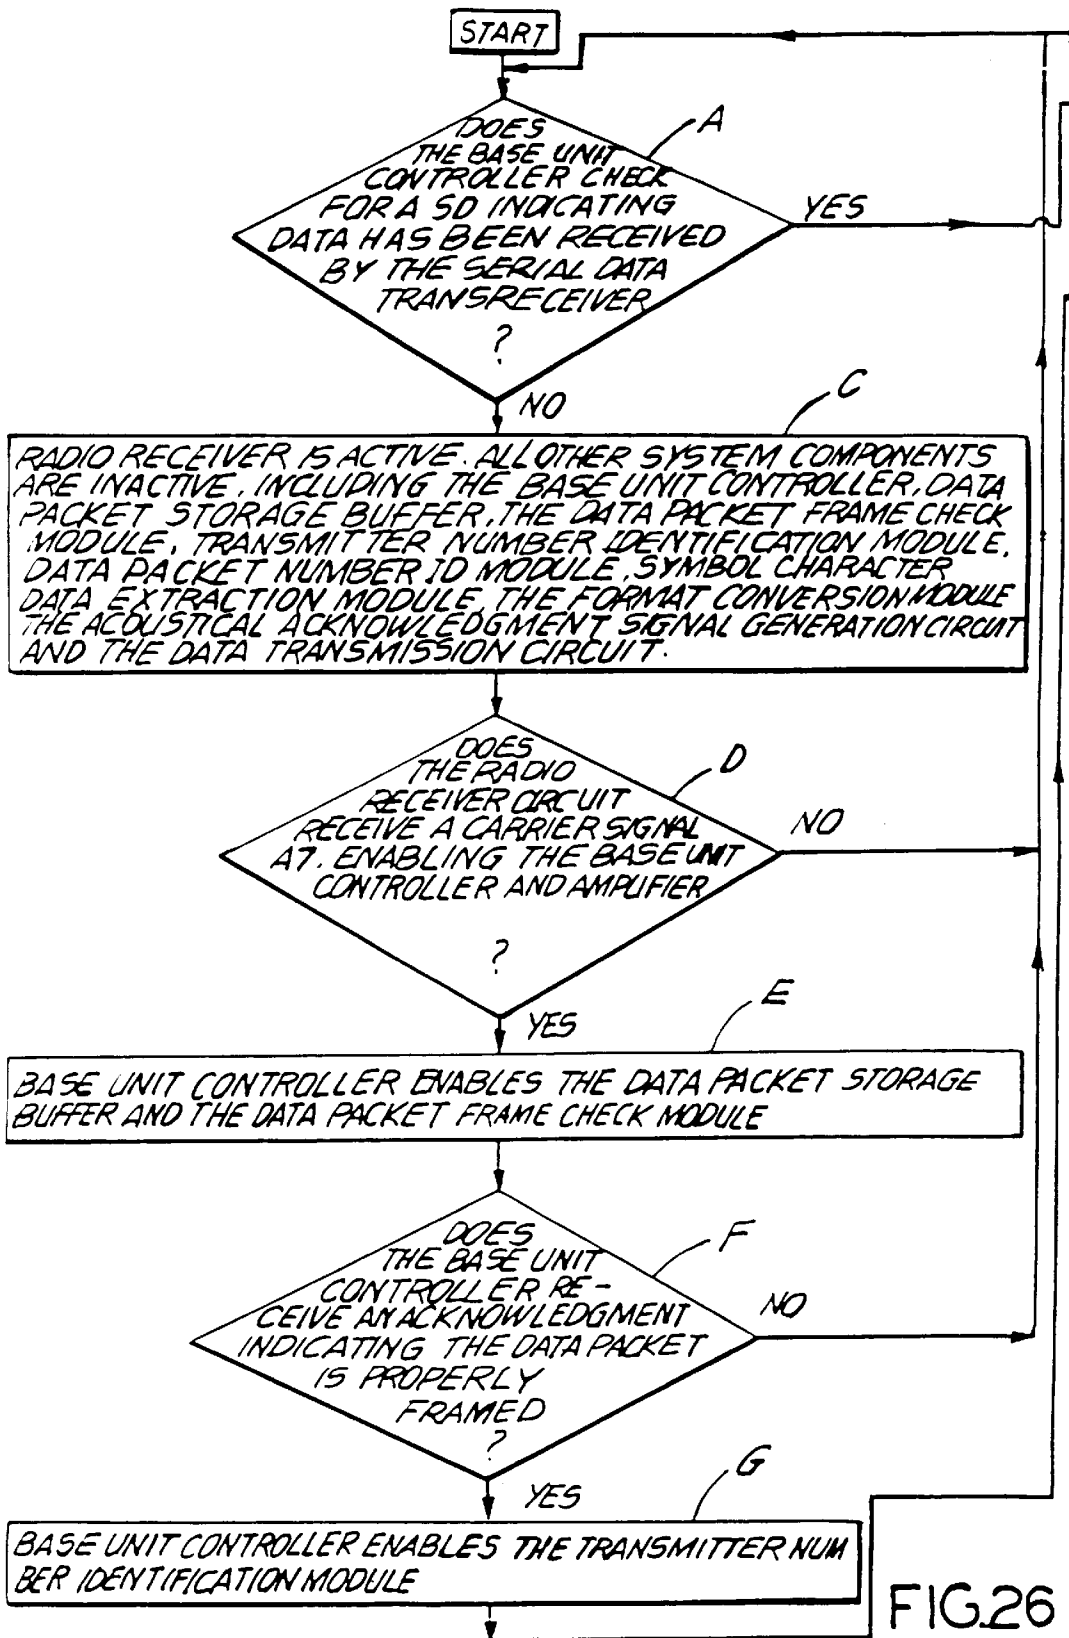 START
A
DOES
THE BASE UNIT
CONTROLLER CHECK
FOR A SD INDICATING
DATA HAS BEEN RECEIVED
BY THE SERIAL DATA
TRANSRECEIVER
?
YES
NO
C
RADIO RECEIVER IS ACTIVE. ALL OTHER SYSTEM COMPONENTS
ARE INACTIVE, INCLUDING THE BASE UNIT CONTROLLER, DATA
PACKET STORAGE BUFFER, THE DATA PACKET FRAME CHECK
MODULE, TRANSMITTER NUMBER IDENTIFICATION MODULE,
DATA PACKET NUMBER ID MODULE, SYMBOL CHARACTER
DATA EXTRACTION MODULE, THE FORMAT CONVERSION MODULE
THE ACOUSTICAL ACKNOWLEDGMENT SIGNAL GENERATION CIRCUIT
AND THE DATA TRANSMISSION CIRCUIT.
D
DOES
THE RADIO
RECEIVER CIRCUIT
RECEIVE A CARRIER SIGNAL
A7. ENABLING THE BASE UNIT
CONTROLLER AND AMPLIFIER
?
NO
YES
E
BASE UNIT CONTROLLER ENABLES THE DATA PACKET STORAGE
BUFFER AND THE DATA PACKET FRAME CHECK MODULE
F
DOES
THE BASE UNIT
CONTROLLER RE-
CEIVE AN ACKNOWLEDGMENT
INDICATING THE DATA PACKET
IS PROPERLY
FRAMED
?
NO
YES
G
BASE UNIT CONTROLLER ENABLES THE TRANSMITTER NUM
BER IDENTIFICATION MODULE
FIG.26